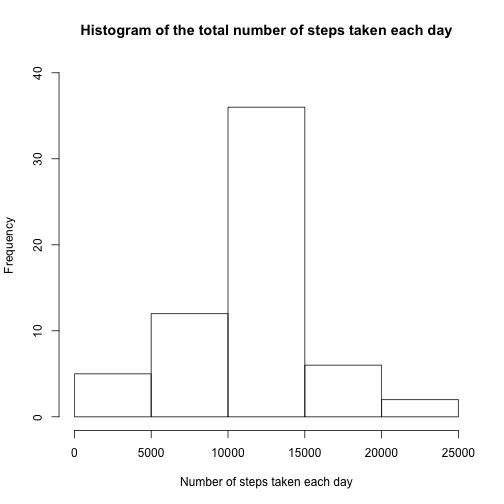 Histogram of the total number of steps taken each day
Frequency
40
30
20
10
0
0 5000 10000 15000 20000 25000
Number of steps taken each day